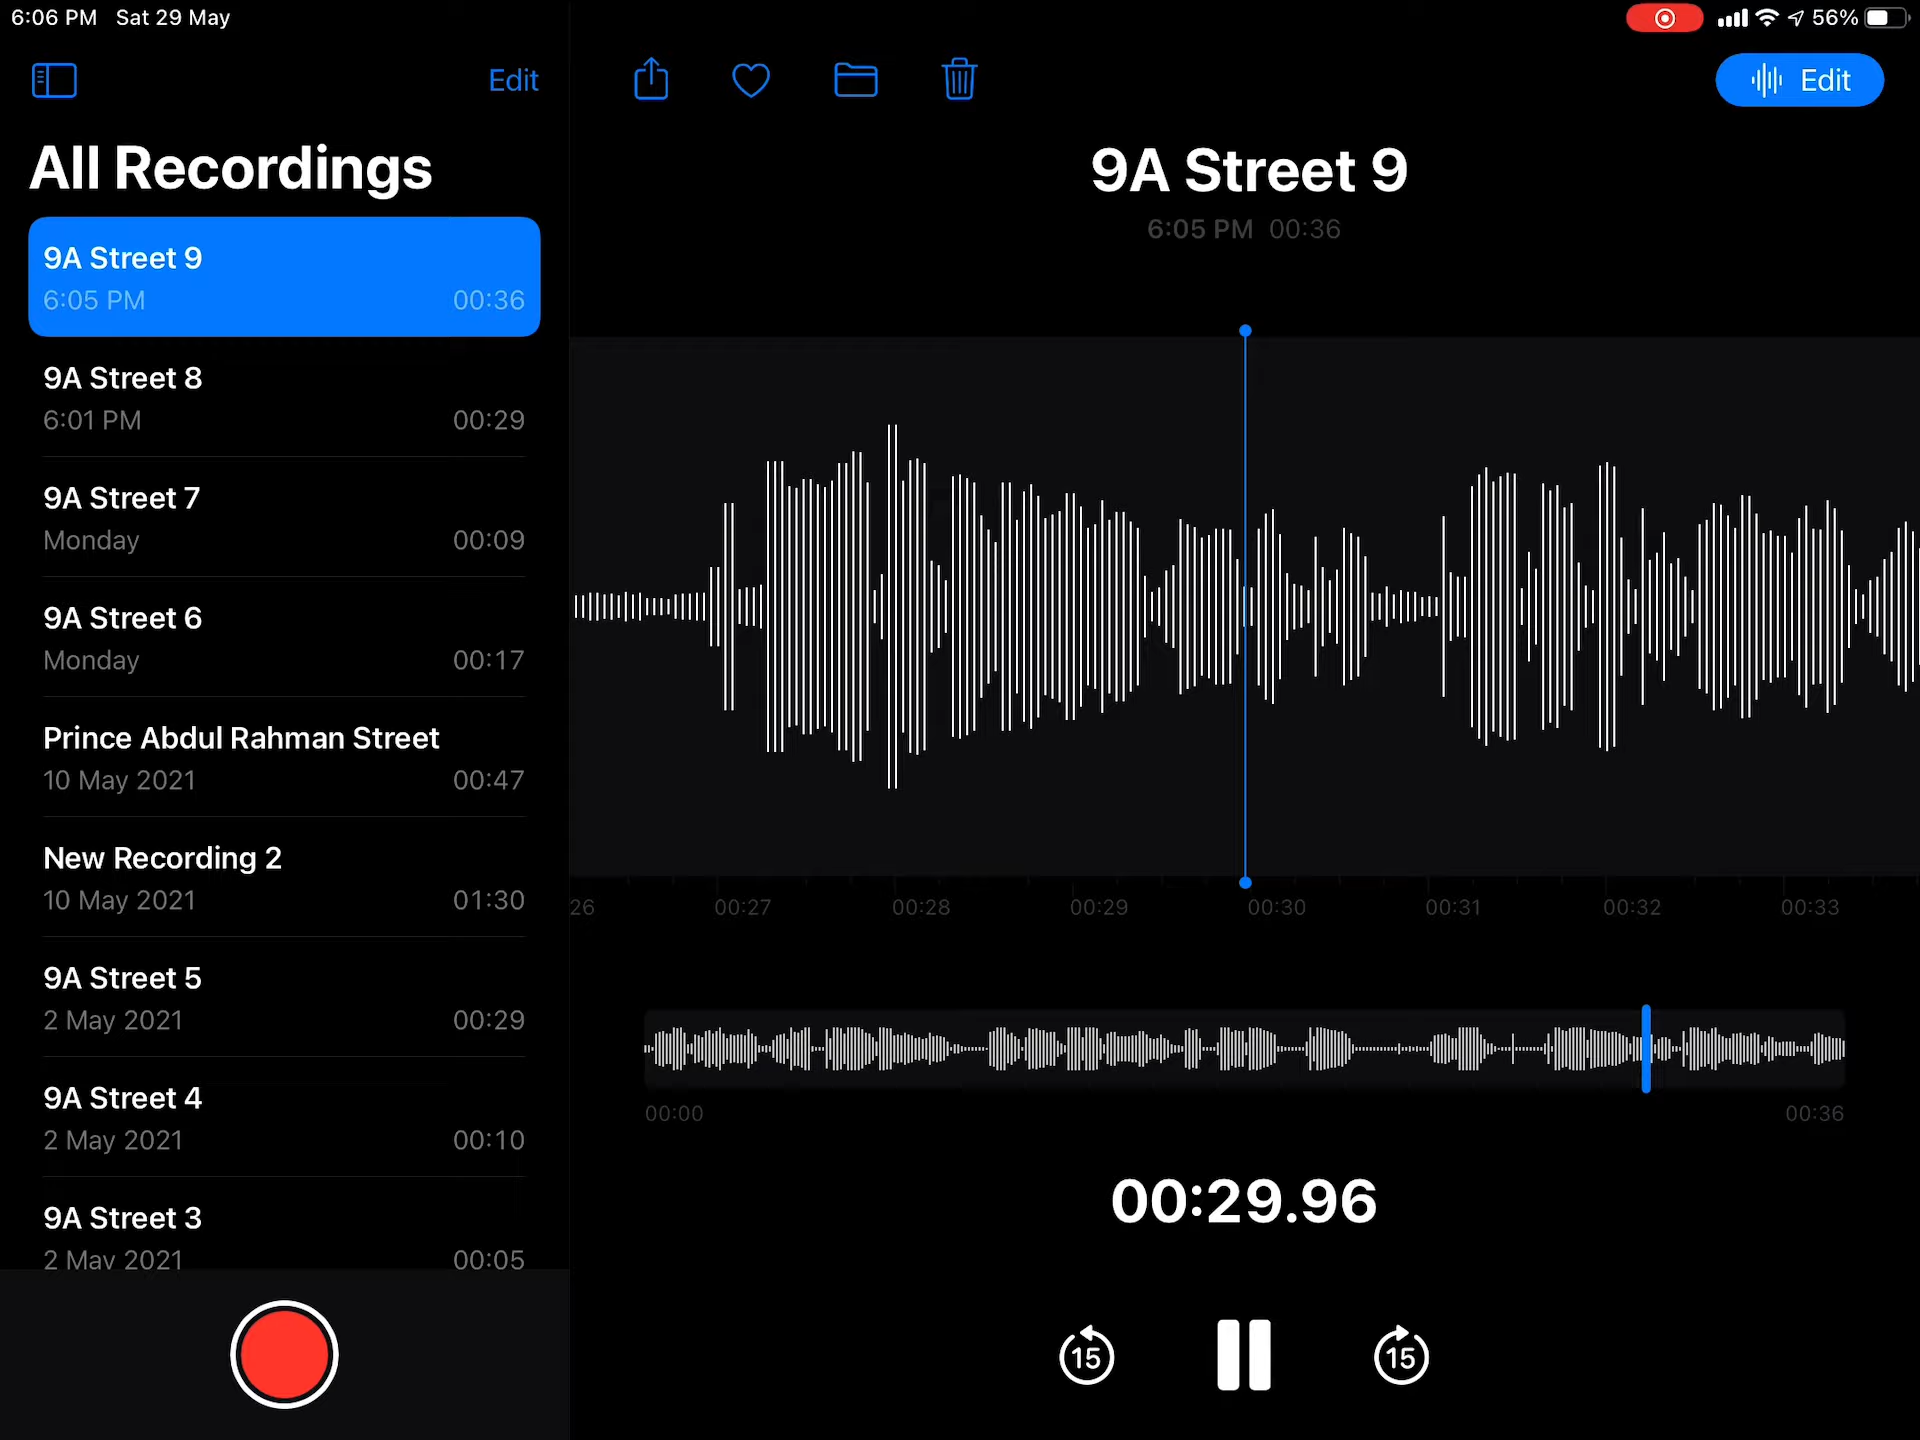 6:06 PM Sat 29 May
56%
Edit
All Recordings
9A Street 9
6:05 PM 00:36
9A Street 8
6:01 PM 00:29
9A Street 7
Monday 00:09
9A Street 6
Monday 00:17
Prince Abdul Rahman Street
10 May 2021 00:47
New Recording 2
10 May 2021 01:30
9A Street 5
2 May 2021 00:29
9A Street 4
2 May 2021 00:10
9A Street 3
2 May 2021 00:05
Edit
9A Street 9
6:05 PM 00:36
26 00:27 00:28 00:29 00:30 00:31 00:32 00:33
00:00 00:36
00:29.96
15 15